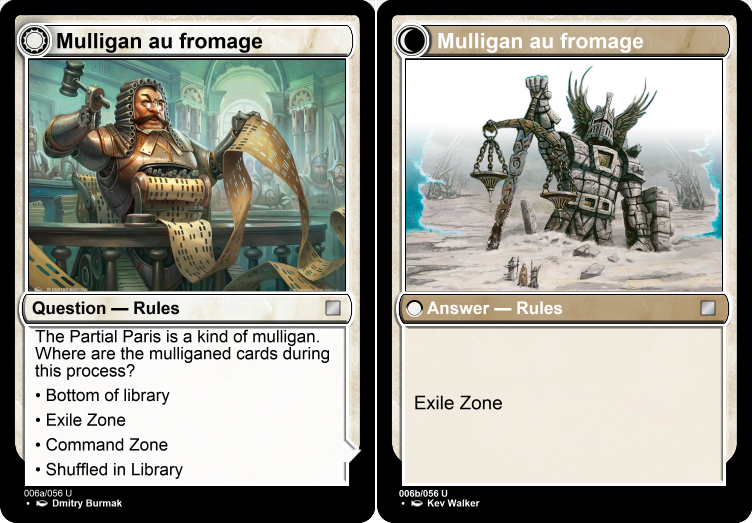 Mulligan au fromage
Question — Rules
The Partial Paris is a kind of mulligan.
Where are the mulliganed cards during
this process?
• Bottom of library
• Exile Zone
• Command Zone
• Shuffled in Library
006a/056 U
• Dmitry Burmak
Mulligan au fromage
Answer — Rules
Exile Zone
006b/056 U
• Kev Walker